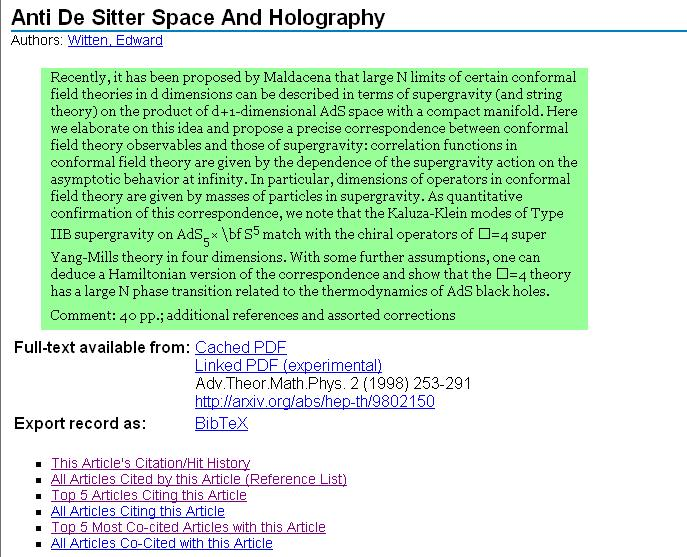 Anti De Sitter Space And Holography
Authors: Witten, Edward
Recently, it has been proposed by Maldacena that large N limits of certain conformal
field theories in d dimensions can be described in terms of supergravity (and string
theory) on the product of d+1-dimensional AdS space with a compact manifold. Here
we elaborate on this idea and propose a precise correspondence between conformal
field theory observables and those of supergravity: correlation functions in
conformal field theory are given by the dependence of the supergravity action on the
asymptotic behavior at infinity. In particular, dimensions of operators in conformal
field theory are given by masses of particles in supergravity. As quantitative
confirmation of this correspondence, we note that the Kaluza-Klein modes of Type
IIB supergravity on AdS₅× \bf S⁵ match with the chiral operators of □=4 super
Yang-Mills theory in four dimensions. With some further assumptions, one can
deduce a Hamiltonian version of the correspondence and show that the □=4 theory
has a large N phase transition related to the thermodynamics of AdS black holes.
Comment: 40 pp.; additional references and assorted corrections
Full-text available from: Cached PDF
Linked PDF (experimental)
Adv.Theor.Math.Phys. 2 (1998) 253-291
http://arxiv.org/abs/hep-th/9802150
Export record as: BibTeX
This Article's Citation/Hit History
All Articles Cited by this Article (Reference List)
Top 5 Articles Citing this Article
All Articles Citing this Article
Top 5 Most Co-cited Articles with this Article
All Articles Co-Cited with this Article